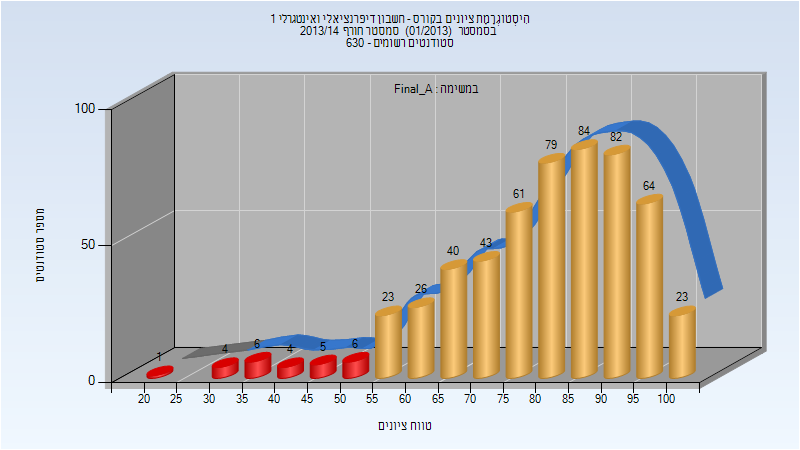 היסטוגרמת ציונים בקורס - חשבון דיפרנציאלי ואינטגרלי 1
בסמסטר (01/2013) סמסטר חורף 2013/14
סטודנטים רשומים - 630
במשימה : Final_A
100
50
0
מספר סטודנטים
1
4
6
4
5
6
23
26
40
43
61
79
84
82
64
23
20 25 30 35 40 45 50 55 60 65 70 75 80 85 90 95 100
טווח ציונים